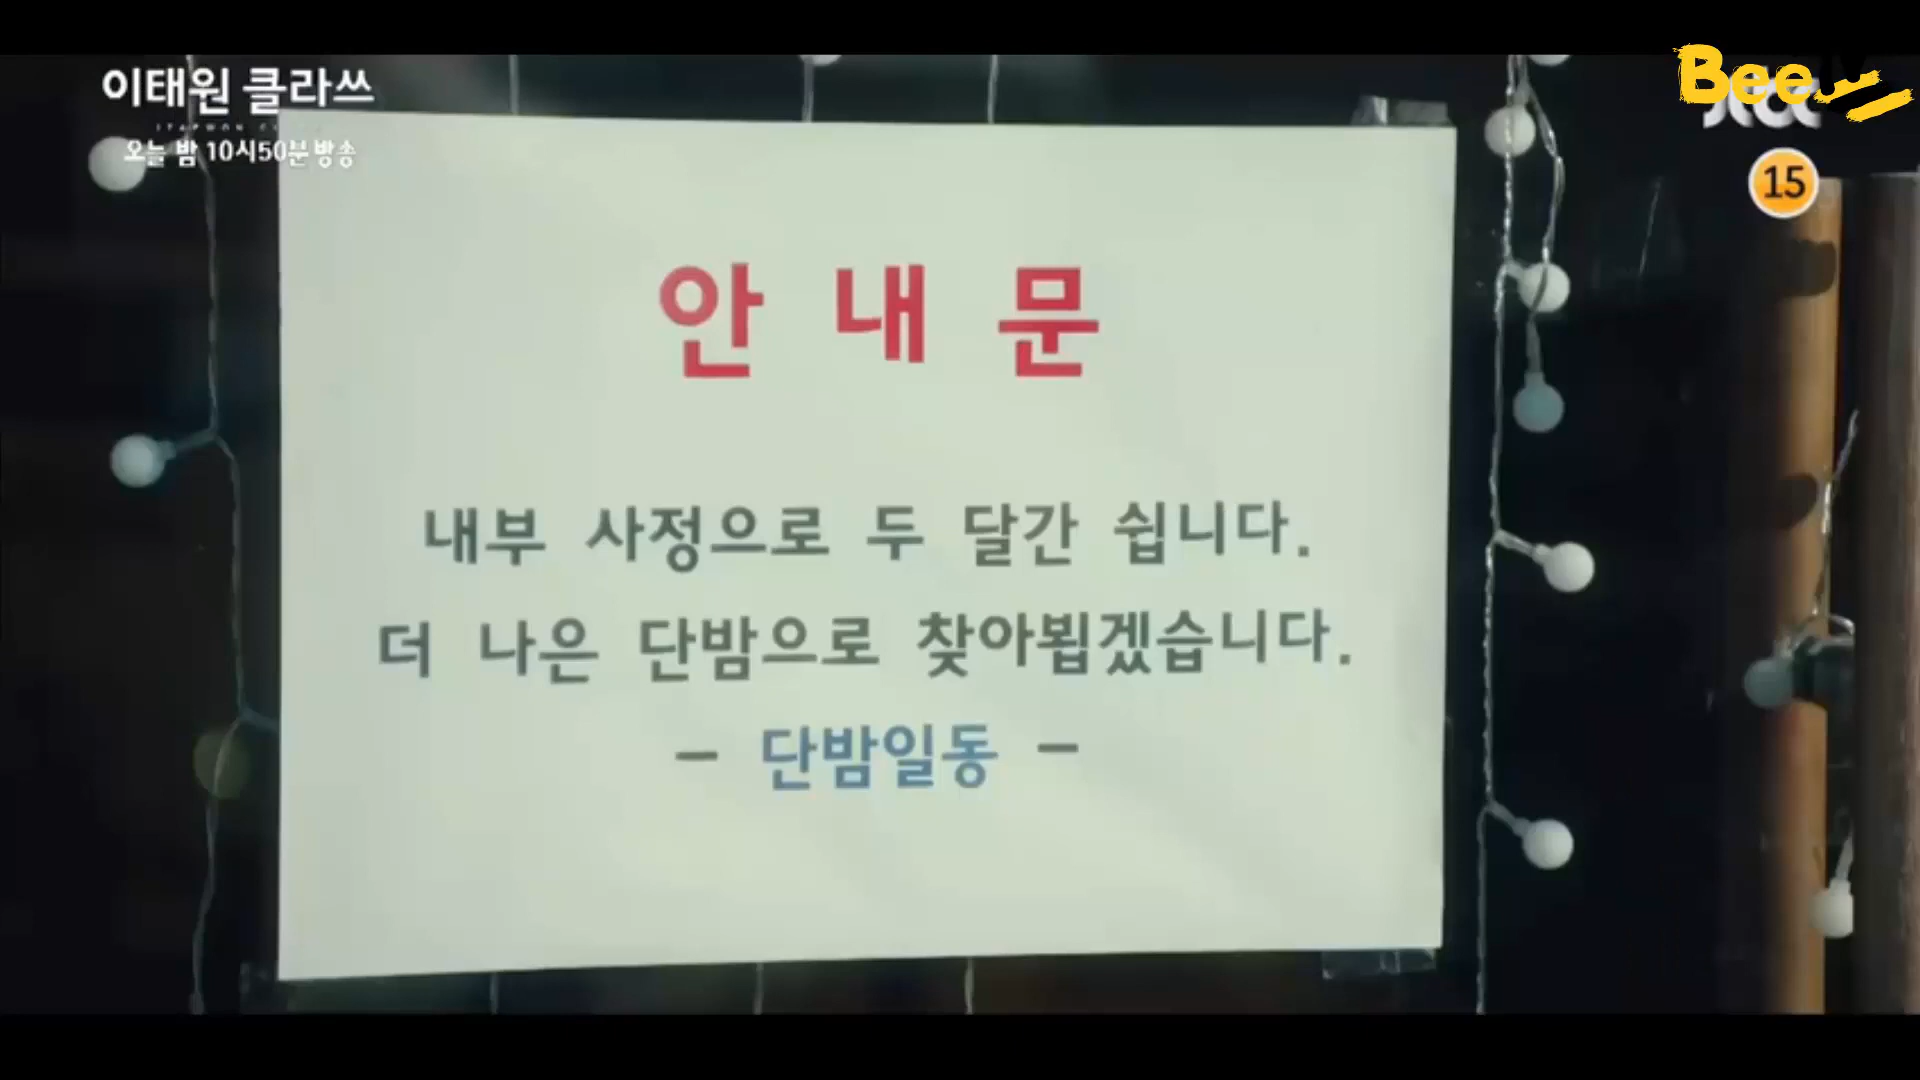 이태원 클라쓰
오늘 밤 10시50분 방송
Bee
15
안 내 문
내부 사정으로 두 달간 쉽니다.
더 나은 단밤으로 찾아뵙겠습니다.
- 단밤일동 -